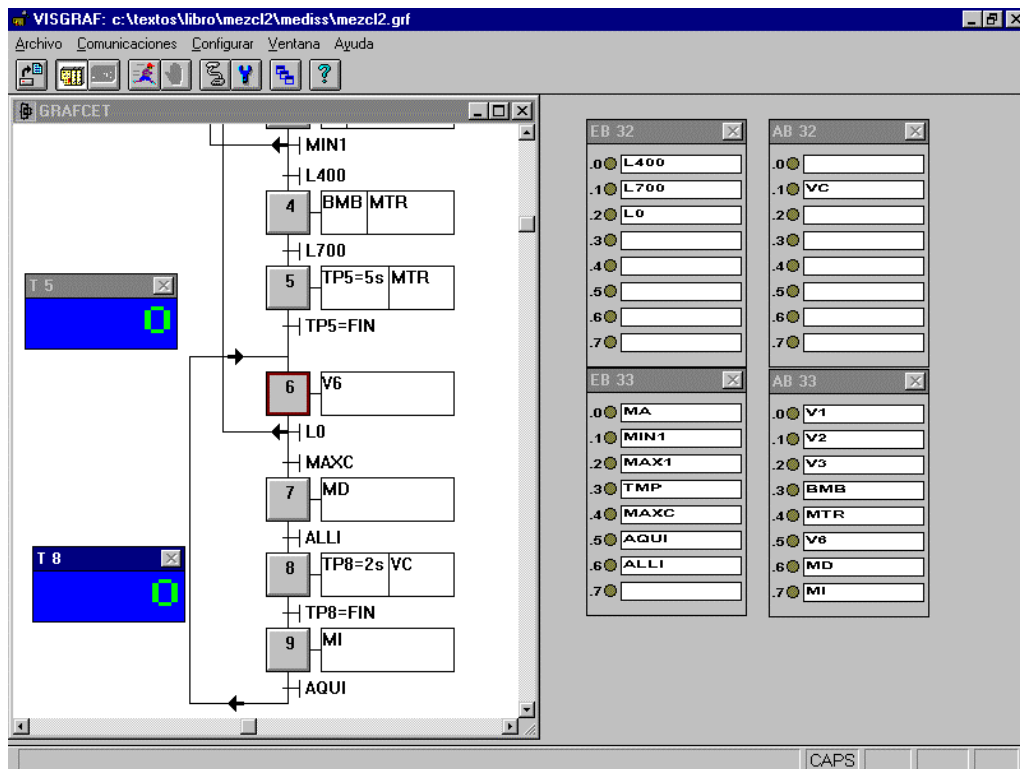 VISGRAF: c:\textos\libro\mezcl2\mediss\mezcl2.grf
Archivo Comunicaciones Configurar Ventana Ayuda
GRAFCET
MIN1
L400
4 BMB MTR
L700
5 TP5=5s MTR
TP5=FIN
6 V6
L0
MAXC
7 MD
ALLI
8 TP8=2s VC
TP8=FIN
9 MI
AQUI
T 5
0
T 8
0
EB 32
.0 L400
.1 L700
.2 L0
.3
.4
.5
.6
.7
AB 32
.0
.1 VC
.2
.3
.4
.5
.6
.7
EB 33
.0 MA
.1 MIN1
.2 MAX1
.3 TMP
.4 MAXC
.5 AQUI
.6 ALLI
.7
AB 33
.0 V1
.1 V2
.2 V3
.3 BMB
.4 MTR
.5 V6
.6 MD
.7 MI
CAPS